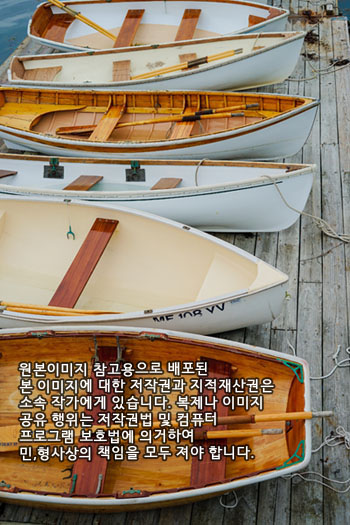 ME 108 VV
원본이미지 참고용으로 배포된
본 이미지에 대한 저작권과 지적재산권은
소속 작가에게 있습니다. 복제나 이미지
공유 행위는 저작권법 및 컴퓨터
프로그램 보호법에 의거하여
민,형사상의 책임을 모두 져야 합니다.